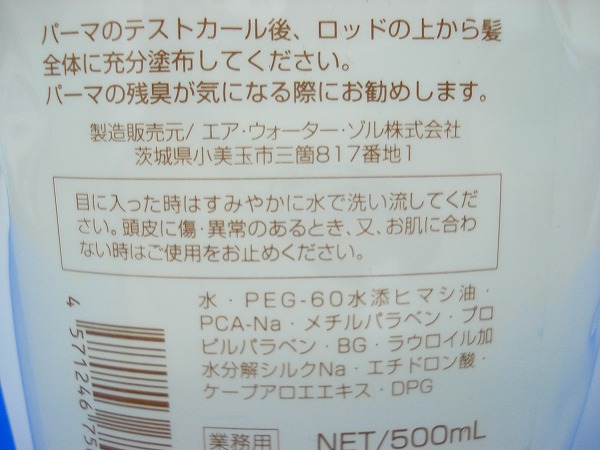 パーマのテストカール後、ロッドの上から髪
全体に充分塗布してください。
パーマの残臭が気になる際にお勧めします。
製造販売元/ エア・ウォーター・ゾル株式会社
茨城県小美玉市三箇817番地1
目に入った時はすみやかに水で洗い流してくだ
さい。頭皮に傷・異常のあるとき、又、お肌に合わ
ない時はご使用をお止めください。
水・PEG-60水添ヒマシ油・
PCA-Na・メチルパラベン・プロ
ピルパラベン・BG・ラウロイル加
水分解シルクNa・エチドロン酸・
ケープアロエエキス・DPG
業務用 NET/500mL
4 571246 75